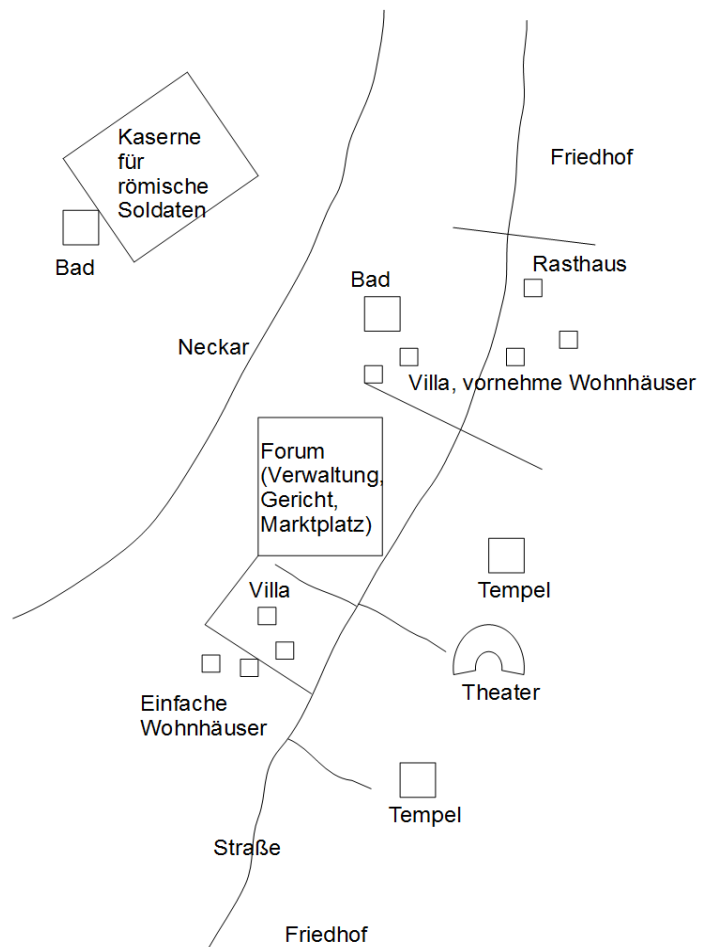 Kaserne
für
römische
Soldaten
Friedhof
Bad
Rasthaus
Bad
Neckar
Villa, vornehme Wohnhäuser
Forum
(Verwaltung,
Gericht,
Marktplatz)
Villa
Tempel
Theater
Einfache
Wohnhäuser
Tempel
Straße
Friedhof